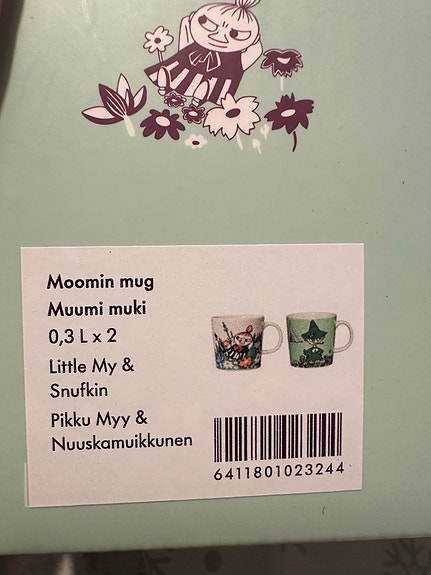 Moomin mug
Muumi muki
0,3 L x 2
Little My &
Snufkin
Pikku Myy &
Nuuskamuikkunen
6411801023244